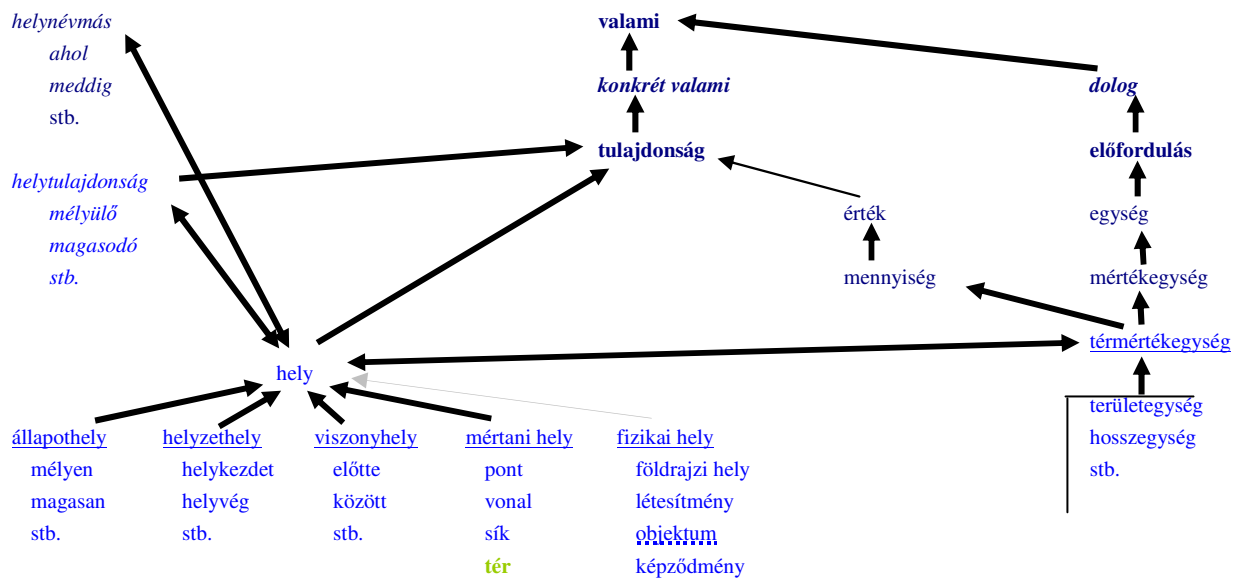 helynévmás
ahol
meddig
stb.
valami
konkrét valami
tulajdonság
dolog
előfordulás
helytulajdonság
mélyülő
magasodó
stb.
érték
mennyiség
egység
mértékegység
térmértékegység
területegység
hosszegység
stb.
hely
állapothely
mélyen
magasan
stb.
helyzethely
helykezdet
helyvég
stb.
viszonyhely
előtte
között
stb.
mértani hely
pont
vonal
sík
tér
fizikai hely
földrajzi hely
létesítmény
objektum
képződmény